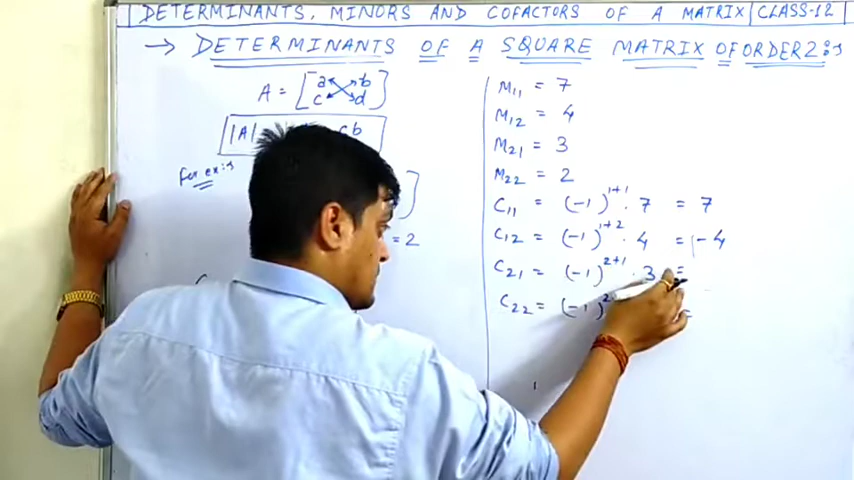 DETERMINANTS, MINORS AND COFACTORS OF A MATRIX | CLASS-12
→ DETERMINANTS OF A SQUARE MATRIX OF ORDER 2:→
A = [a b
c d]
|A| cb
For ex:→
= 2
M11 = 7
M12 = 4
M21 = 3
M22 = 2
C11 = (-1)^1+1 · 7 = 7
C12 = (-1)^1+2 · 4 = -4
C21 = (-1)^2+1 · 3 =
C22 = (-1)^2 =